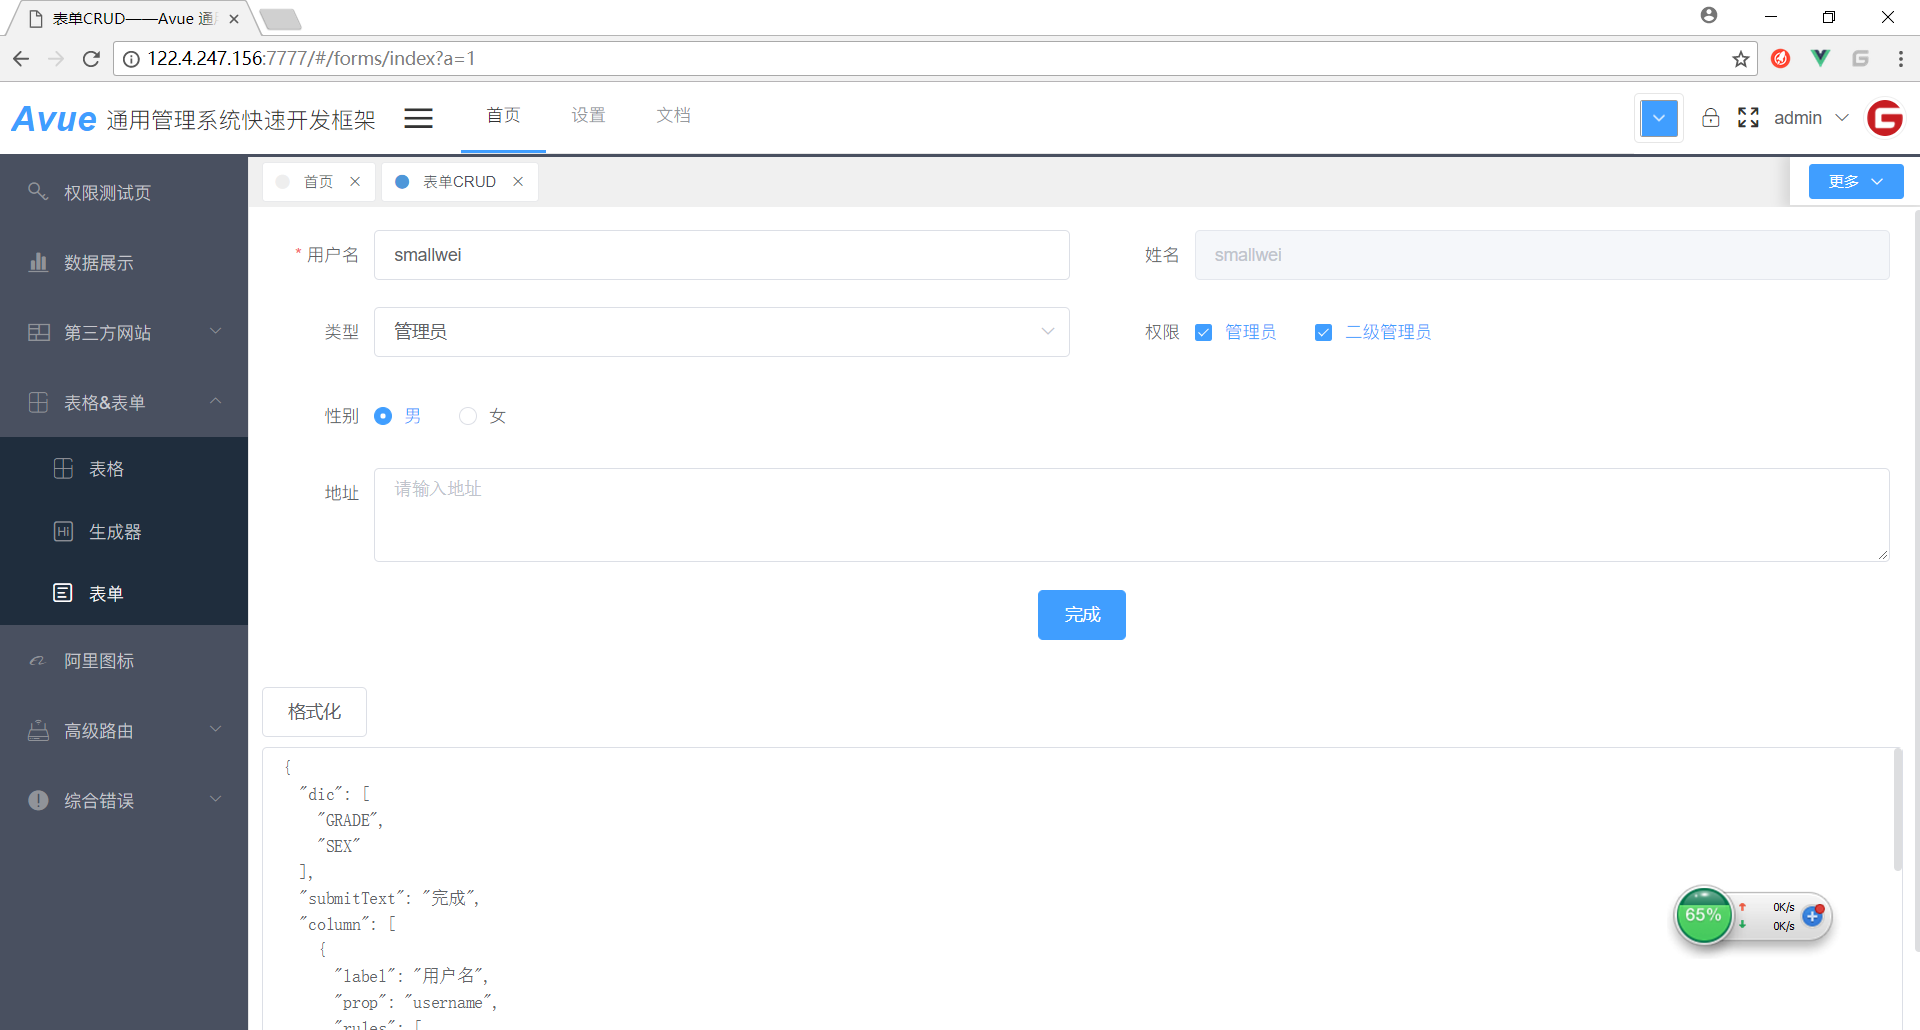 表单CRUD——Avue 通
122.4.247.156:7777/#/forms/index?a=1
Avue 通用管理系统快速开发框架
首页 设置 文档
admin
权限测试页
数据展示
第三方网站
表格&表单
表格
Hi 生成器
表单
阿里图标
高级路由
综合错误
首页 表单CRUD
更多
* 用户名 smallwei
姓名 smallwei
类型 管理员
权限 管理员 二级管理员
性别 男 女
地址 请输入地址
完成
格式化
{
"dic": [
"GRADE",
"SEX"
],
"submitText": "完成",
"column": [
{
"label": "用户名",
"prop": "username",
"rules": [
65%
0K/s
0K/s